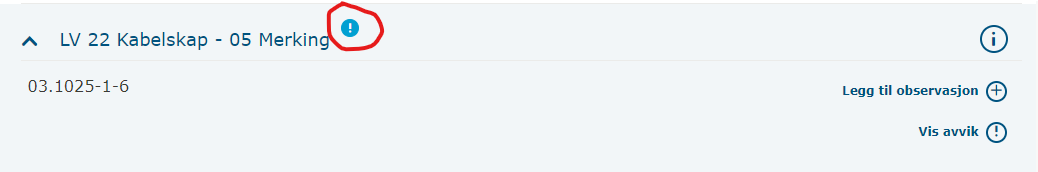 LV 22 Kabelskap - 05 Merking
03.1025-1-6
Legg til observasjon
Vis avvik